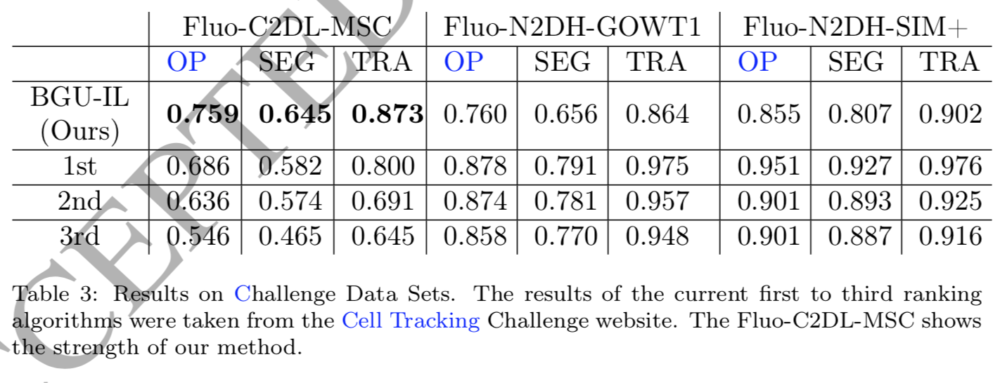 Fluo-C2DL-MSC Fluo-N2DH-GOWT1 Fluo-N2DH-SIM+
OP SEG TRA OP SEG TRA OP SEG TRA
BGU-IL
(Ours) 0.759 0.645 0.873 0.760 0.656 0.864 0.855 0.807 0.902
1st 0.686 0.582 0.800 0.878 0.791 0.975 0.951 0.927 0.976
2nd 0.636 0.574 0.691 0.874 0.781 0.957 0.901 0.893 0.925
3rd 0.546 0.465 0.645 0.858 0.770 0.948 0.901 0.887 0.916
Table 3: Results on Challenge Data Sets. The results of the current first to third ranking
algorithms were taken from the Cell Tracking Challenge website. The Fluo-C2DL-MSC shows
the strength of our method.
CEPTED